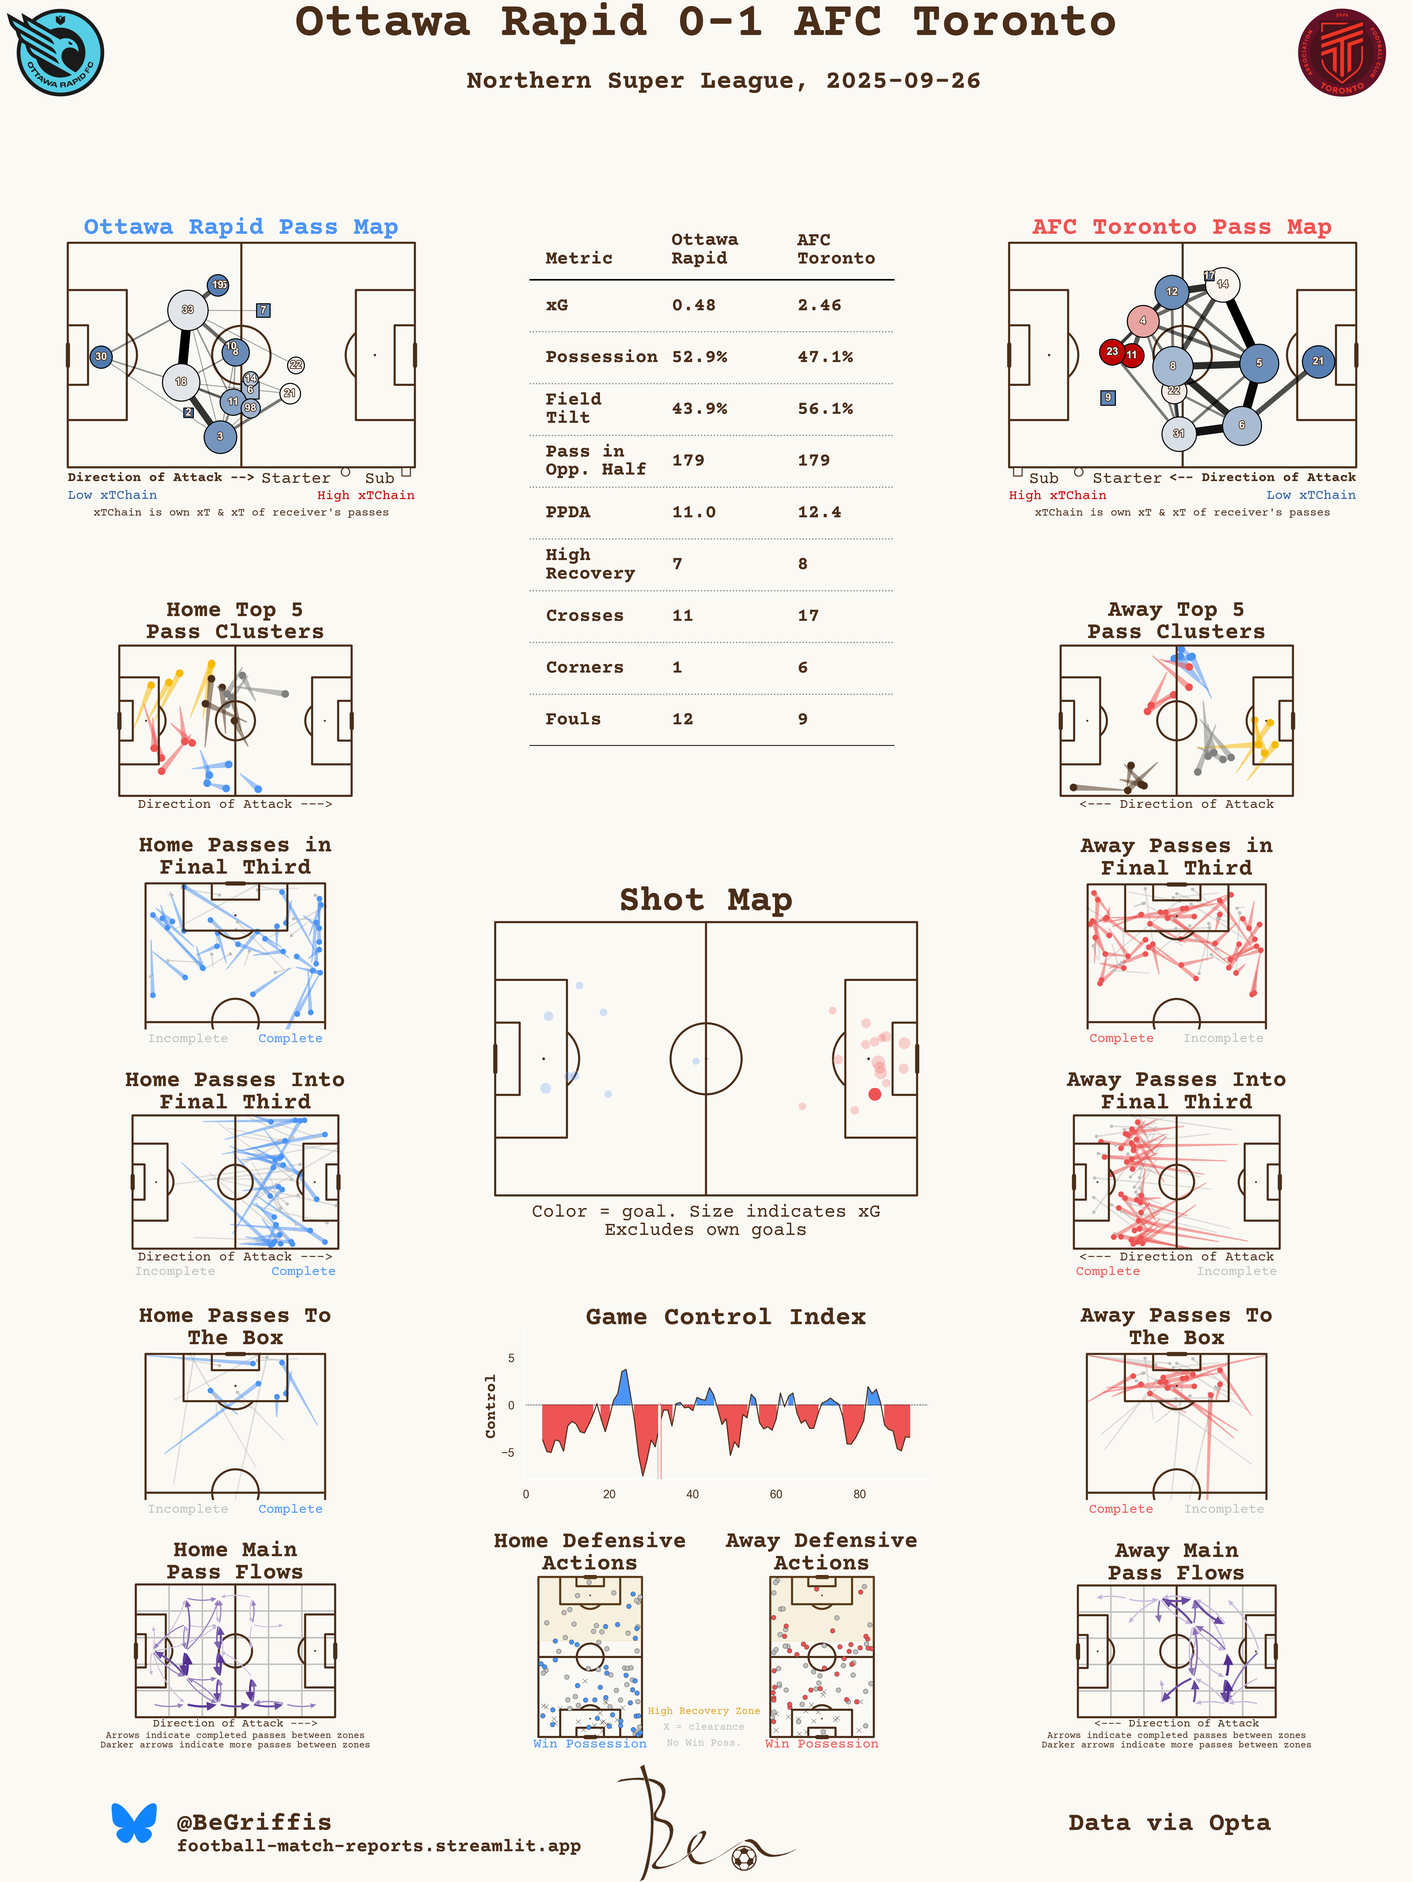 Ottawa Rapid 0-1 AFC Toronto
Northern Super League, 2025-09-26
OTTAWA RAPID FC
2022
ASSOCIATION
FOOTBALL CLUB
TORONTO
Ottawa Rapid Pass Map
19
33
7
10
8
30
22
18
14
6
21
11
98
2
3
Direction of Attack --> Starter Sub
Low xTChain High xTChain
xTChain is own xT & xT of receiver's passes
Metric Ottawa Rapid AFC Toronto
xG 0.48 2.46
Possession 52.9% 47.1%
Field Tilt 43.9% 56.1%
Pass in Opp. Half 179 179
PPDA 11.0 12.4
High Recovery 7 8
Crosses 11 17
Corners 1 6
Fouls 12 9
AFC Toronto Pass Map
17
14
12
4
23
11
8
5
21
22
9
6
31
Sub Starter <-- Direction of Attack
High xTChain Low xTChain
xTChain is own xT & xT of receiver's passes
Home Top 5
Pass Clusters
Direction of Attack --->
Away Top 5
Pass Clusters
<--- Direction of Attack
Home Passes in
Final Third
Incomplete Complete
Away Passes in
Final Third
Complete Incomplete
Shot Map
Color = goal. Size indicates xG
Excludes own goals
Home Passes Into
Final Third
Direction of Attack --->
Incomplete Complete
Away Passes Into
Final Third
<--- Direction of Attack
Complete Incomplete
Home Passes To
The Box
Incomplete Complete
Game Control Index
Control
5
0
−5
0 20 40 60 80
Away Passes To
The Box
Complete Incomplete
Home Main
Pass Flows
Direction of Attack --->
Arrows indicate completed passes between zones
Darker arrows indicate more passes between zones
Home Defensive
Actions
Win Possession
High Recovery Zone
X = clearance
No Win Poss.
Away Defensive
Actions
Win Possession
Away Main
Pass Flows
<--- Direction of Attack
Arrows indicate completed passes between zones
Darker arrows indicate more passes between zones
@BeGriffis
football-match-reports.streamlit.app
Ben
Data via Opta